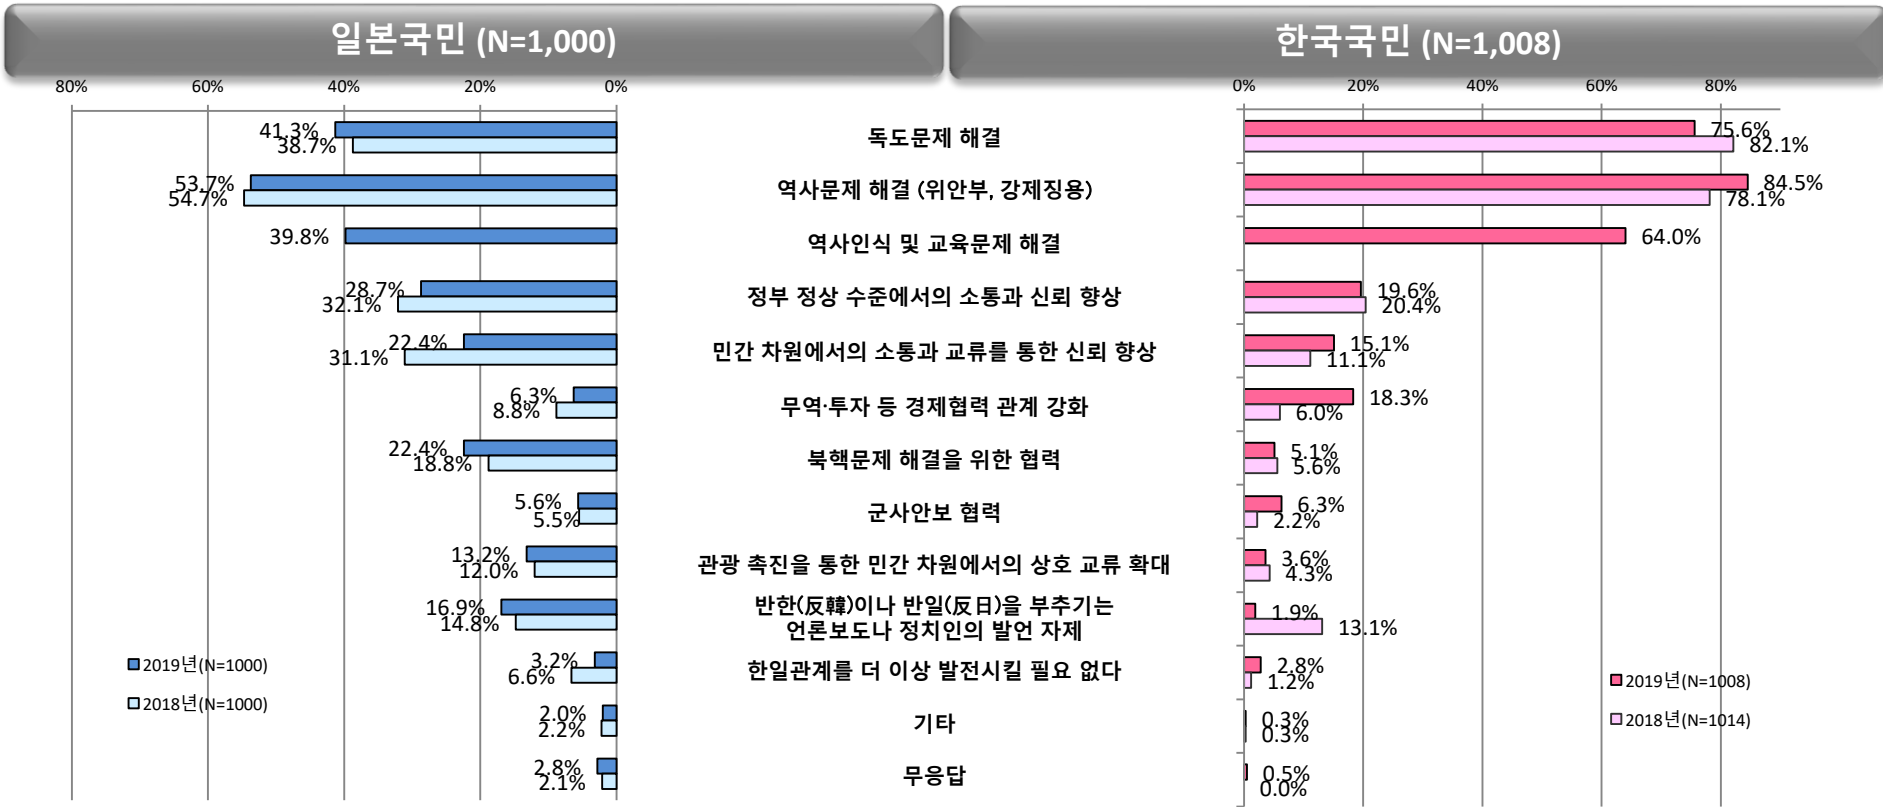 일본국민 (N=1,000)
한국국민 (N=1,008)
80% 60% 40% 20% 0%
0% 20% 40% 60% 80%
41.3%
38.7%
독도문제 해결
75.6%
82.1%
53.7%
54.7%
역사문제 해결 (위안부, 강제징용)
84.5%
78.1%
39.8%
역사인식 및 교육문제 해결
64.0%
28.7%
32.1%
정부 정상 수준에서의 소통과 신뢰 향상
19.6%
20.4%
22.4%
31.1%
민간 차원에서의 소통과 교류를 통한 신뢰 향상
15.1%
11.1%
6.3%
8.8%
무역·투자 등 경제협력 관계 강화
18.3%
6.0%
22.4%
18.8%
북핵문제 해결을 위한 협력
5.1%
5.6%
5.6%
5.5%
군사안보 협력
6.3%
2.2%
13.2%
12.0%
관광 촉진을 통한 민간 차원에서의 상호 교류 확대
3.6%
4.3%
16.9%
14.8%
반한(反韓)이나 반일(反日)을 부추기는
언론보도나 정치인의 발언 자제
1.9%
13.1%
3.2%
6.6%
한일관계를 더 이상 발전시킬 필요 없다
2.8%
1.2%
2.0%
2.2%
기타
0.3%
0.3%
2.8%
2.1%
무응답
0.5%
0.0%
2019년(N=1000)
2018년(N=1000)
2019년(N=1008)
2018년(N=1014)